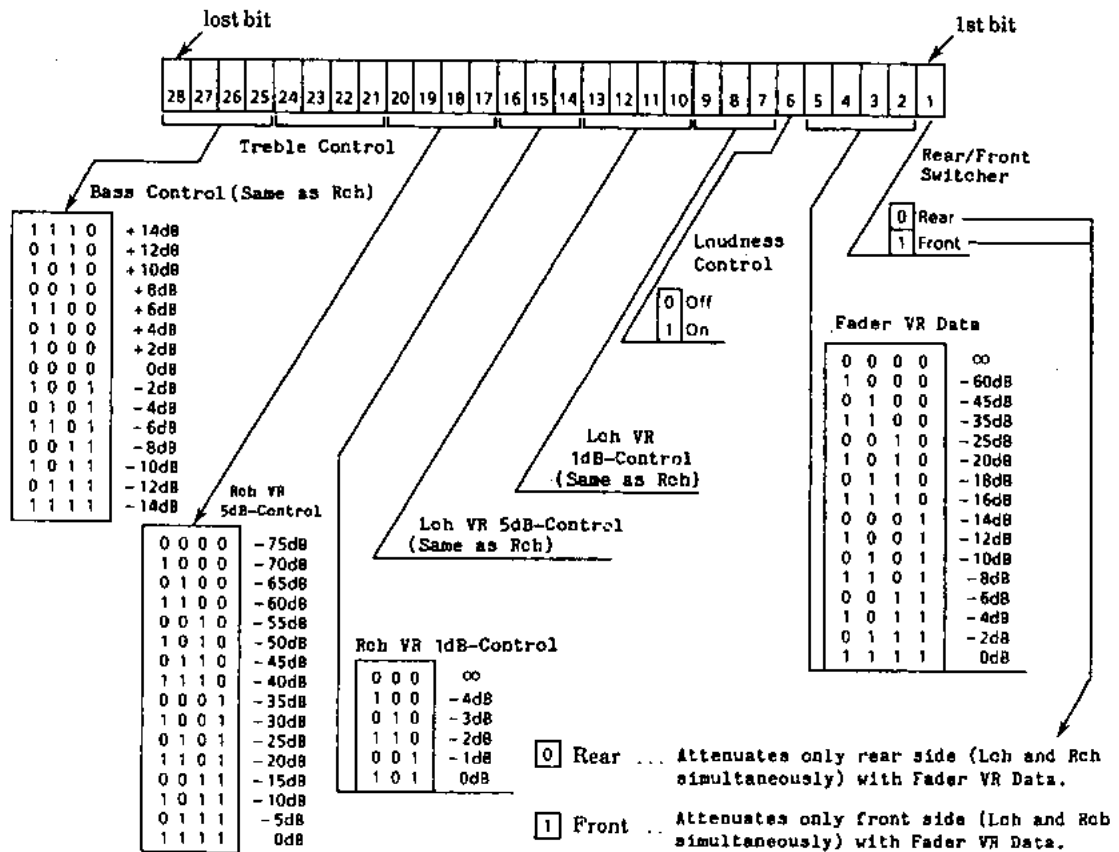 lost bit
1st bit
28 27 26 25 24 23 22 21 20 19 18 17 16 15 14 13 12 11 10 9 8 7 6 5 4 3 2 1
Treble Control
Bass Control (Same as Rch)
1 1 1 0 +14dB
0 1 1 0 +12dB
1 0 1 0 +10dB
0 0 1 0 +8dB
1 1 0 0 +6dB
0 1 0 0 +4dB
1 0 0 0 +2dB
0 0 0 0 0dB
1 0 0 1 -2dB
0 1 0 1 -4dB
1 1 0 1 -6dB
0 0 1 1 -8dB
1 0 1 1 -10dB
0 1 1 1 -12dB
1 1 1 1 -14dB
Rch VR
5dB-Control
0 0 0 0 -75dB
1 0 0 0 -70dB
0 1 0 0 -65dB
1 1 0 0 -60dB
0 0 1 0 -55dB
1 0 1 0 -50dB
0 1 1 0 -45dB
1 1 1 0 -40dB
0 0 0 1 -35dB
1 0 0 1 -30dB
0 1 0 1 -25dB
1 1 0 1 -20dB
0 0 1 1 -15dB
1 0 1 1 -10dB
0 1 1 1 -5dB
1 1 1 1 0dB
Rch VR 1dB-Control
0 0 0 ∞
1 0 0 -4dB
0 1 0 -3dB
1 1 0 -2dB
0 0 1 -1dB
1 0 1 0dB
Lch VR 5dB-Control
(Same as Rch)
Lch VR
1dB-Control
(Same as Rch)
Loudness
Control
0 Off
1 On
Rear/Front
Switcher
0 Rear
1 Front
Fader VR Data
0 0 0 0 ∞
1 0 0 0 -60dB
0 1 0 0 -45dB
1 1 0 0 -35dB
0 0 1 0 -25dB
1 0 1 0 -20dB
0 1 1 0 -18dB
1 1 1 0 -16dB
0 0 0 1 -14dB
1 0 0 1 -12dB
0 1 0 1 -10dB
1 1 0 1 -8dB
0 0 1 1 -6dB
1 0 1 1 -4dB
0 1 1 1 -2dB
1 1 1 1 0dB
0 Rear ... Attenuates only rear side (Lch and Rch
simultaneously) with Fader VR Data.
1 Front .. Attenuates only front side (Lch and Rch
simultaneously) with Fader VR Data.